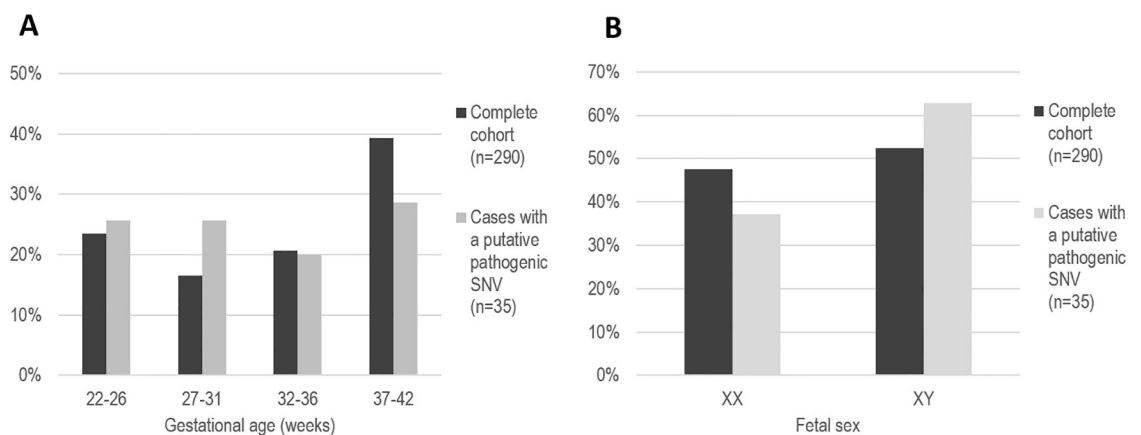 A
50%
40%
30%
20%
10%
0%
22-26
27-31
32-36
37-42
Gestational age (weeks)
Complete
cohort
(n=290)
Cases with
a putative
pathogenic
SNV
(n=35)
B
70%
60%
50%
40%
30%
20%
10%
0%
XX
XY
Fetal sex
Complete
cohort
(n=290)
Cases with
a putative
pathogenic
SNV
(n=35)